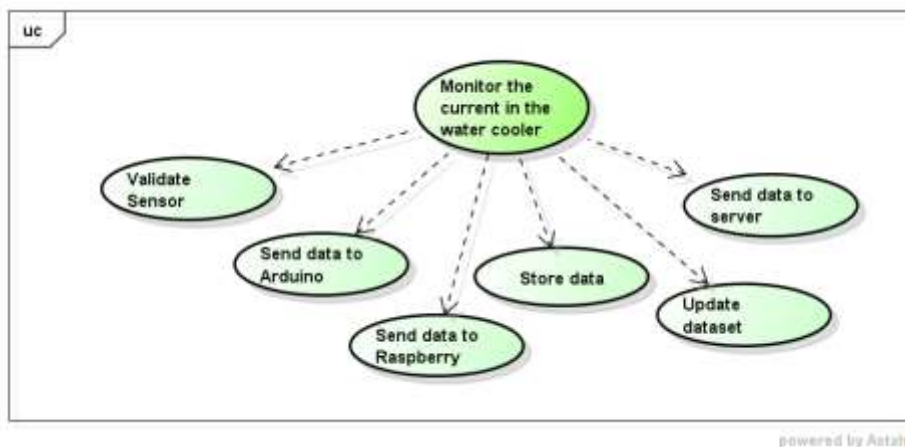 uc
Monitor the
current in the
water cooler
Validate
Sensor
Send data to
server
Send data to
Arduino
Store data
Update
dataset
Send data to
Raspberry
powered by Astah